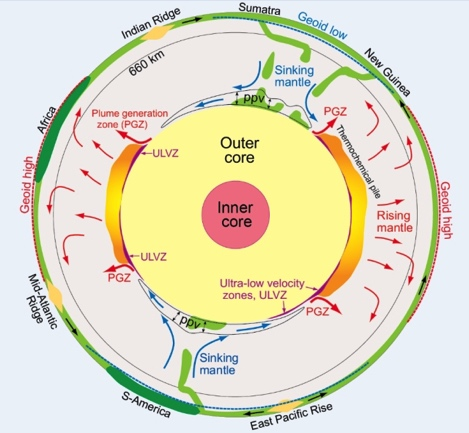 Sumatra
Indian Ridge
Geoid low
660 km
New Guinea
Sinking
mantle
ppv
Africa
Plume generation
zone (PGZ)
PGZ
ULVZ
Outer
core
Thermochemical pile
Geoid high
Inner
core
Rising
mantle
Geoid high
ULVZ
PGZ
Ultra-low velocity
zones, ULVZ
PGZ
Mid-Atlantic
Ridge
ppv
Sinking
mantle
S-America
East Pacific Rise